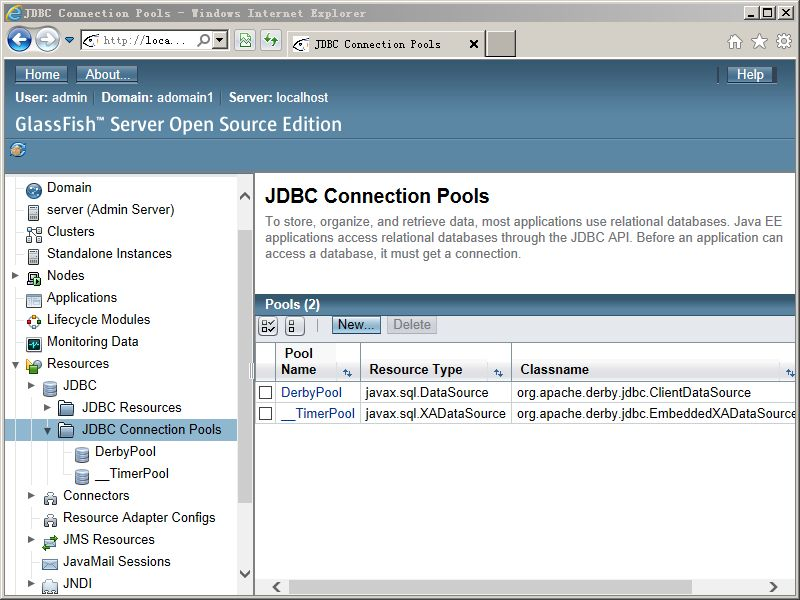 JDBC Connection Pools - Windows Internet Explorer
http://loca...
JDBC Connection Pools
Home About... Help
User: admin Domain: adomain1 Server: localhost
GlassFish™ Server Open Source Edition
Domain
server (Admin Server)
Clusters
Standalone Instances
Nodes
Applications
Lifecycle Modules
Monitoring Data
Resources
JDBC
JDBC Resources
JDBC Connection Pools
DerbyPool
__TimerPool
Connectors
Resource Adapter Configs
JMS Resources
JavaMail Sessions
JNDI
JDBC Connection Pools
To store, organize, and retrieve data, most applications use relational databases. Java EE
applications access relational databases through the JDBC API. Before an application can
access a database, it must get a connection.
Pools (2)
New... Delete
Pool
Name Resource Type Classname
DerbyPool javax.sql.DataSource org.apache.derby.jdbc.ClientDataSource
__TimerPool javax.sql.XADataSource org.apache.derby.jdbc.EmbeddedXADataSource